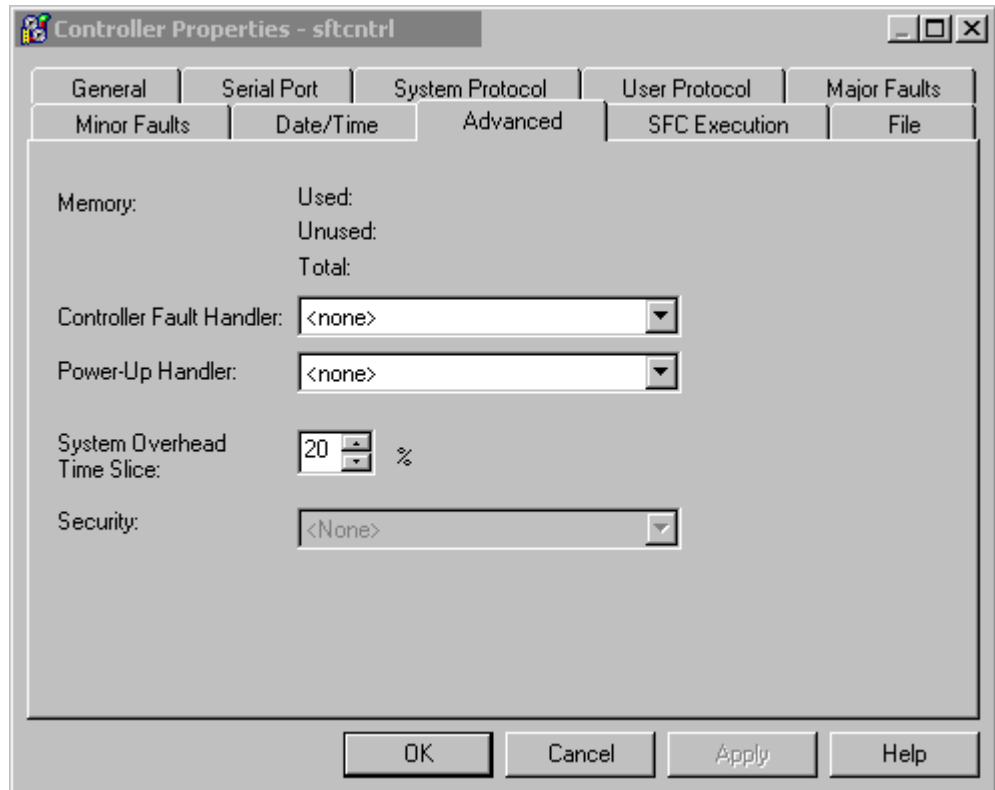 Controller Properties - sftcntrl
General Serial Port System Protocol User Protocol Major Faults
Minor Faults Date/Time Advanced SFC Execution File
Memory: Used:
Unused:
Total:
Controller Fault Handler: <none>
Power-Up Handler: <none>
System Overhead
Time Slice: 20 %
Security: <None>
OK Cancel Apply Help